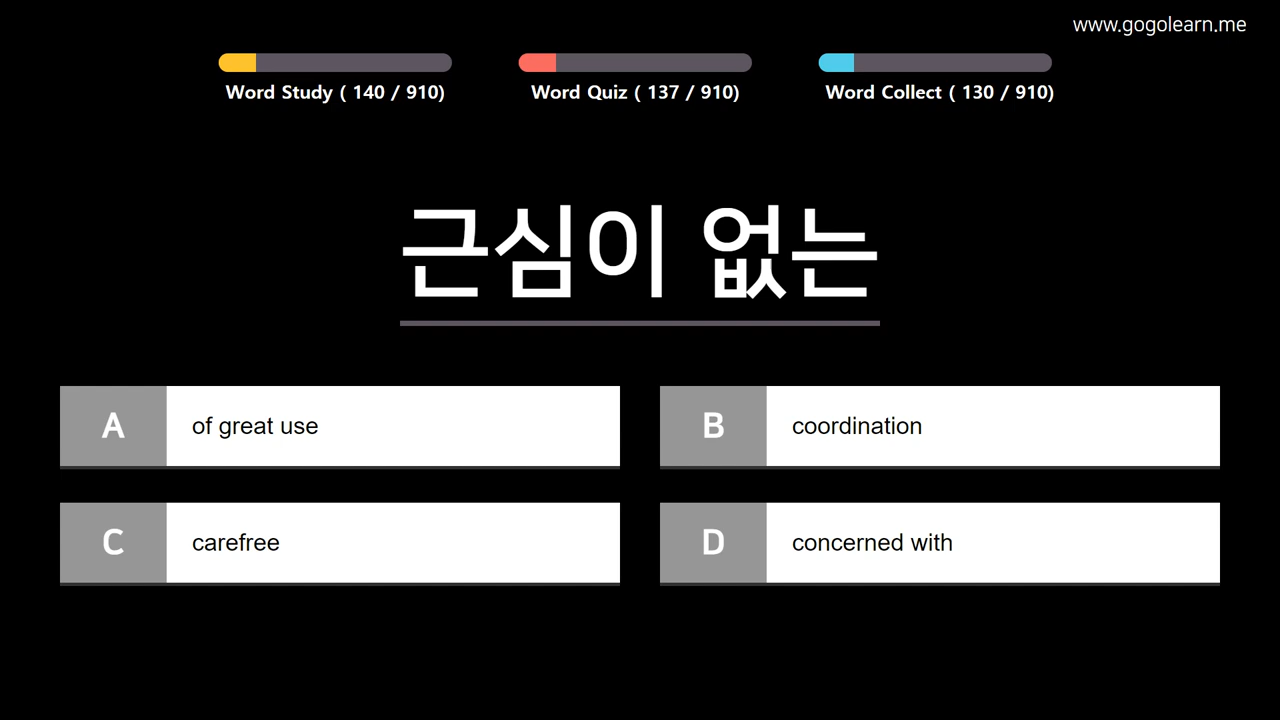 www.gogolearn.me
Word Study ( 140 / 910)
Word Quiz ( 137 / 910)
Word Collect ( 130 / 910)
근심이 없는
A of great use
B coordination
C carefree
D concerned with